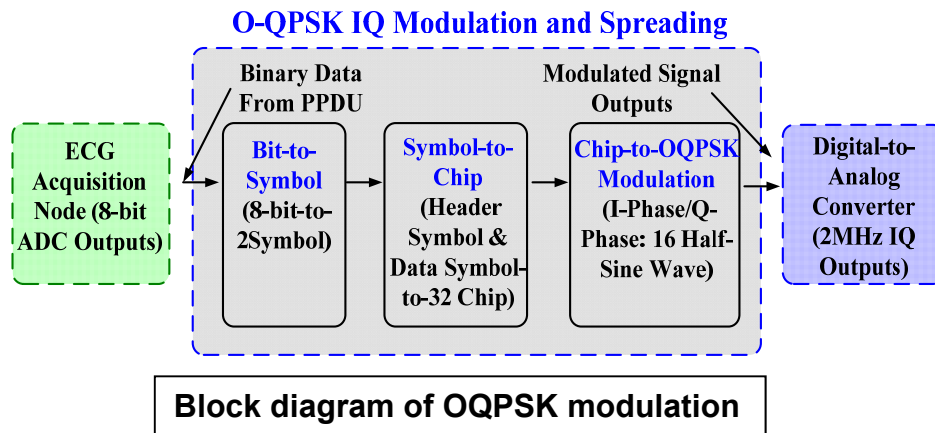 O-QPSK IQ Modulation and Spreading
Binary Data
From PPDU
Modulated Signal
Outputs
ECG
Acquisition
Node (8-bit
ADC Outputs)
Bit-to-
Symbol
(8-bit-to-
2Symbol)
Symbol-to-
Chip
(Header
Symbol &
Data Symbol-
to-32 Chip)
Chip-to-OQPSK
Modulation
(I-Phase/Q-
Phase: 16 Half-
Sine Wave)
Digital-to-
Analog
Converter
(2MHz IQ
Outputs)
Block diagram of OQPSK modulation